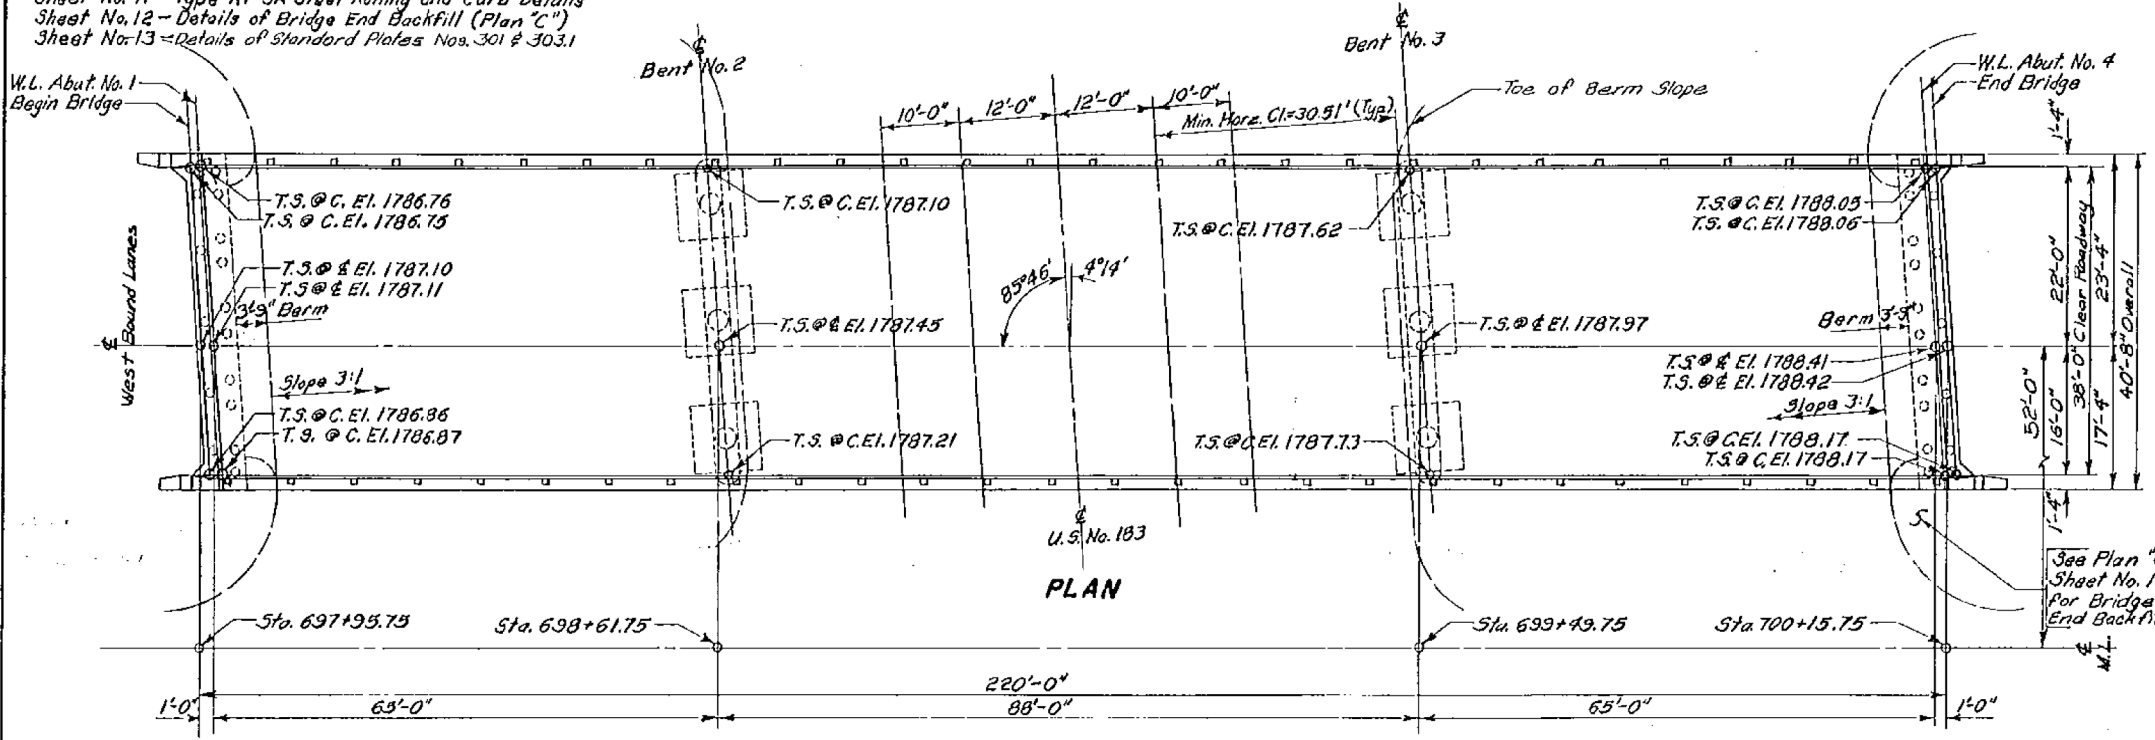 Sheet No. 12 - Details of Bridge End Backfill (Plan "C")
Sheet No. 13 - Details of Standard Plates Nos. 301 & 303.1
W.L. Abut. No. 1
Begin Bridge
℄
Bent No. 2
℄
Bent No. 3
Toe of Berm Slope
W.L. Abut. No. 4
End Bridge
10'-0"
12'-0"
12'-0"
10'-0"
Min. Horz. Cl.=30.51' (Typ.)
1'-4"
T.S. @ C. El. 1786.76
T.S. @ C. El. 1786.75
T.S. @ C. El. 1787.10
T.S. @ C. El. 1787.62
T.S. @ C. El. 1788.05
T.S. @ C. El. 1788.06
West Bound Lanes
℄
T.S. @ ℄ El. 1787.10
T.S. @ ℄ El. 1787.11
3'-9" Berm
85°46'
4°14'
T.S. @ ℄ El. 1787.45
T.S. @ ℄ El. 1787.97
Berm 3'-9"
T.S. @ ℄ El. 1788.41
T.S. @ ℄ El. 1788.42
Slope 3:1
Slope 3:1
T.S. @ C. El. 1786.86
T.S. @ C. El. 1786.87
T.S. @ C. El. 1787.21
T.S. @ C. El. 1787.73
T.S. @ C. El. 1788.17
T.S. @ C. El. 1788.17
22'-0"
16'-0"
38'-0" Clear Roadway
23'-4"
17'-4"
40'-8" Overall
52'-0"
1'-4"
℄
U.S. No. 183
PLAN
See Plan
Sheet No. 1
for Bridge
End Backfi
Sta. 697+95.75
Sta. 698+61.75
Sta. 699+49.75
Sta. 700+15.75
℄
M.L.
220'-0"
1'-0"
65'-0"
88'-0"
65'-0"
1'-0"